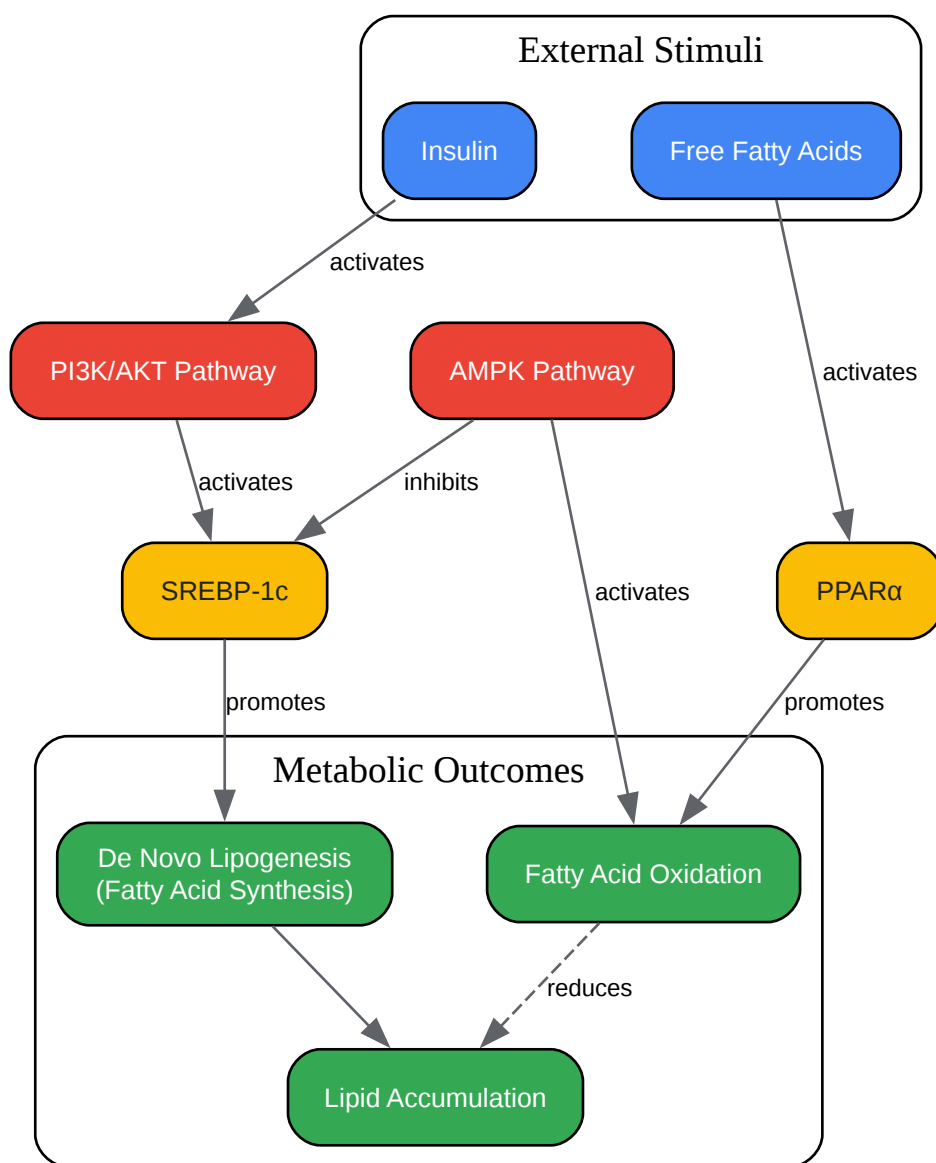 External Stimuli
Insulin
Free Fatty Acids
activates
PI3K/AKT Pathway
AMPK Pathway
activates
activates
inhibits
SREBP-1c
activates
PPARα
promotes
promotes
Metabolic Outcomes
De Novo Lipogenesis
(Fatty Acid Synthesis)
Fatty Acid Oxidation
reduces
Lipid Accumulation